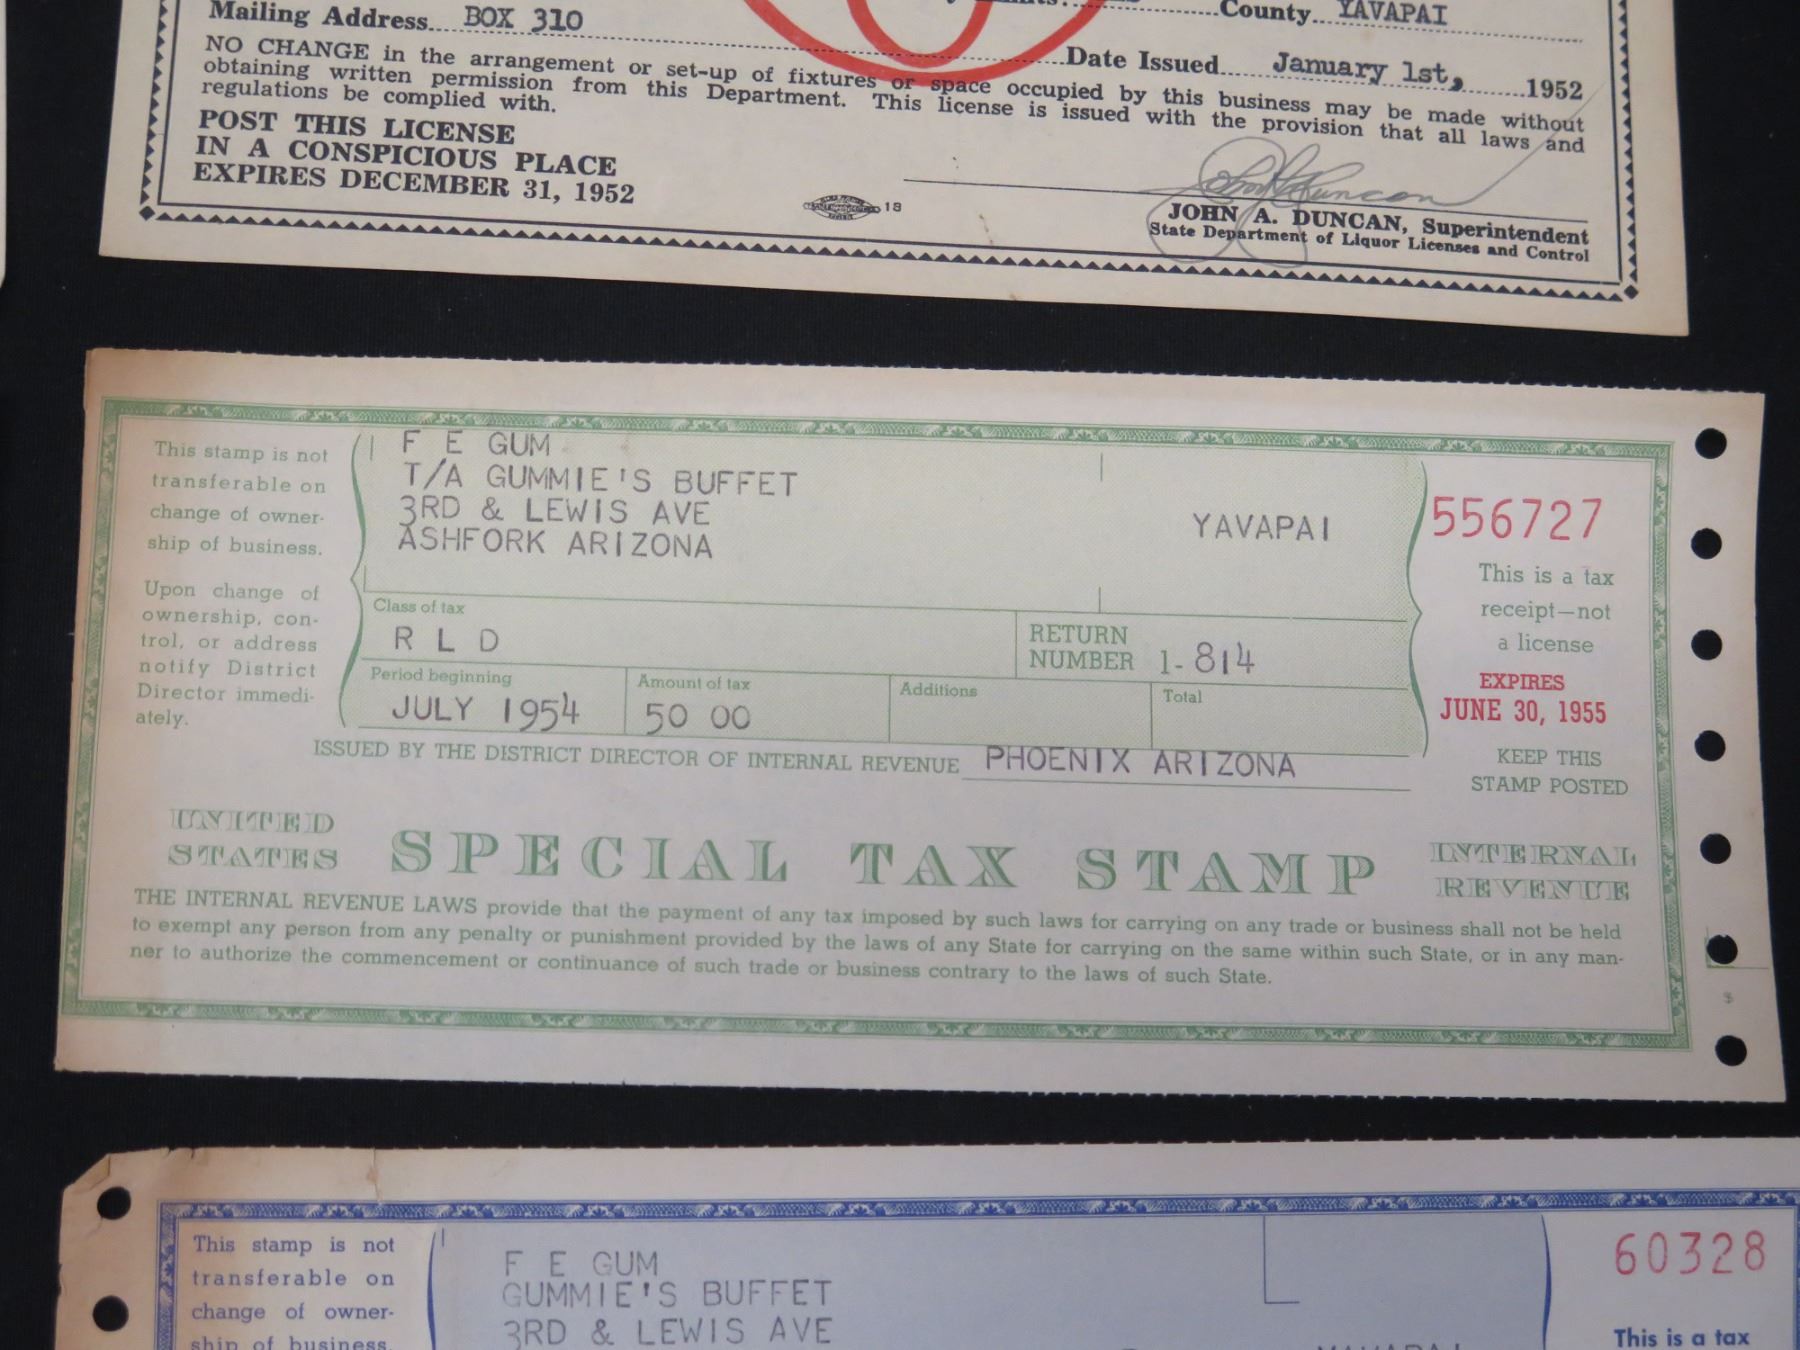 Mailing Address BOX 310
County YAVAPAI
Date Issued January 1st, 1952
NO CHANGE in the arrangement or set-up of fixtures or space occupied by this business may be made without
obtaining written permission from this Department. This license is issued with the provision that all laws and
regulations be complied with.
POST THIS LICENSE
IN A CONSPICIOUS PLACE
EXPIRES DECEMBER 31, 1952
18
John A. Duncan
JOHN A. DUNCAN, Superintendent
State Department of Liquor Licenses and Control
This stamp is not
transferable on
change of owner-
ship of business.
Upon change of
ownership, con-
trol, or address
notify District
Director immedi-
ately.
F E GUM
T/A GUMMIE'S BUFFET
3RD & LEWIS AVE
ASHFORK ARIZONA
YAVAPAI
Class of tax
R L D
RETURN
NUMBER 1-814
Period beginning
JULY 1954
Amount of tax
50 00
Additions
Total
556727
This is a tax
receipt—not
a license
EXPIRES
JUNE 30, 1955
KEEP THIS
STAMP POSTED
ISSUED BY THE DISTRICT DIRECTOR OF INTERNAL REVENUE PHOENIX ARIZONA
UNITED
STATES
SPECIAL TAX STAMP
INTERNAL
REVENUE
THE INTERNAL REVENUE LAWS provide that the payment of any tax imposed by such laws for carrying on any trade or business shall not be held
to exempt any person from any penalty or punishment provided by the laws of any State for carrying on the same within such State, or in any man-
ner to authorize the commencement or continuance of such trade or business contrary to the laws of such State.
This stamp is not
transferable on
change of owner-
ship of business.
F E GUM
GUMMIE'S BUFFET
3RD & LEWIS AVE
YAVAPAI
60328
This is a tax